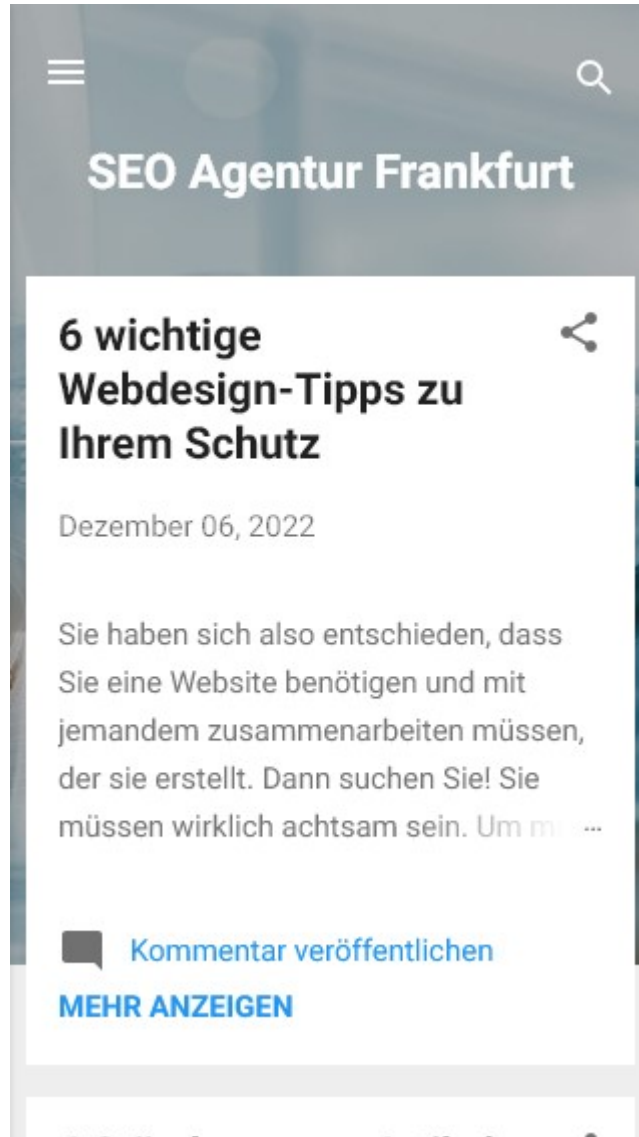 SEO Agentur Frankfurt
6 wichtige
Webdesign-Tipps zu
Ihrem Schutz
Dezember 06, 2022
Sie haben sich also entschieden, dass
Sie eine Website benötigen und mit
jemandem zusammenarbeiten müssen,
der sie erstellt. Dann suchen Sie! Sie
müssen wirklich achtsam sein. Um ...
Kommentar veröffentlichen
MEHR ANZEIGEN